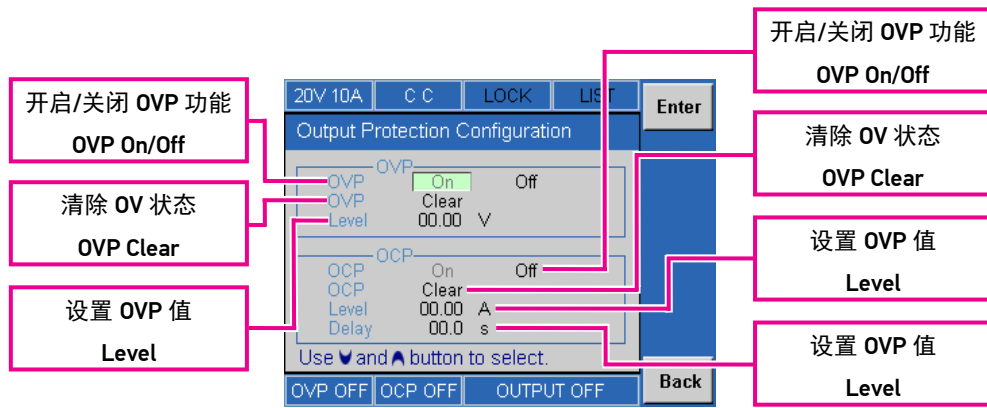 开启/关闭 OVP 功能
OVP On/Off
清除 OV 状态
OVP Clear
设置 OVP 值
Level
20V 10A C C LOCK LIST Enter
Output Protection Configuration
OVP
OVP On Off
OVP Clear
Level 00.00 V
OCP
OCP On Off
OCP Clear
Level 00.00 A
Delay 00.0 s
Use and button to select.
OVP OFF OCP OFF OUTPUT OFF Back
开启/关闭 OVP 功能
OVP On/Off
清除 OV 状态
OVP Clear
设置 OVP 值
Level
设置 OVP 值
Level